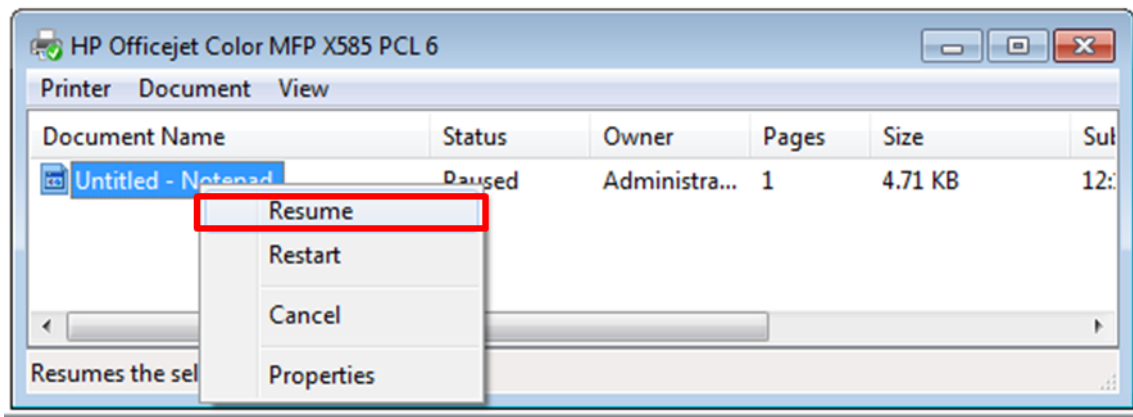 HP Officejet Color MFP X585 PCL 6
Printer Document View
Document Name Status Owner Pages Size
Untitled - Notepad Paused Administra... 1 4.71 KB 12:
Resume
Restart
Cancel
Resumes the sel
Properties